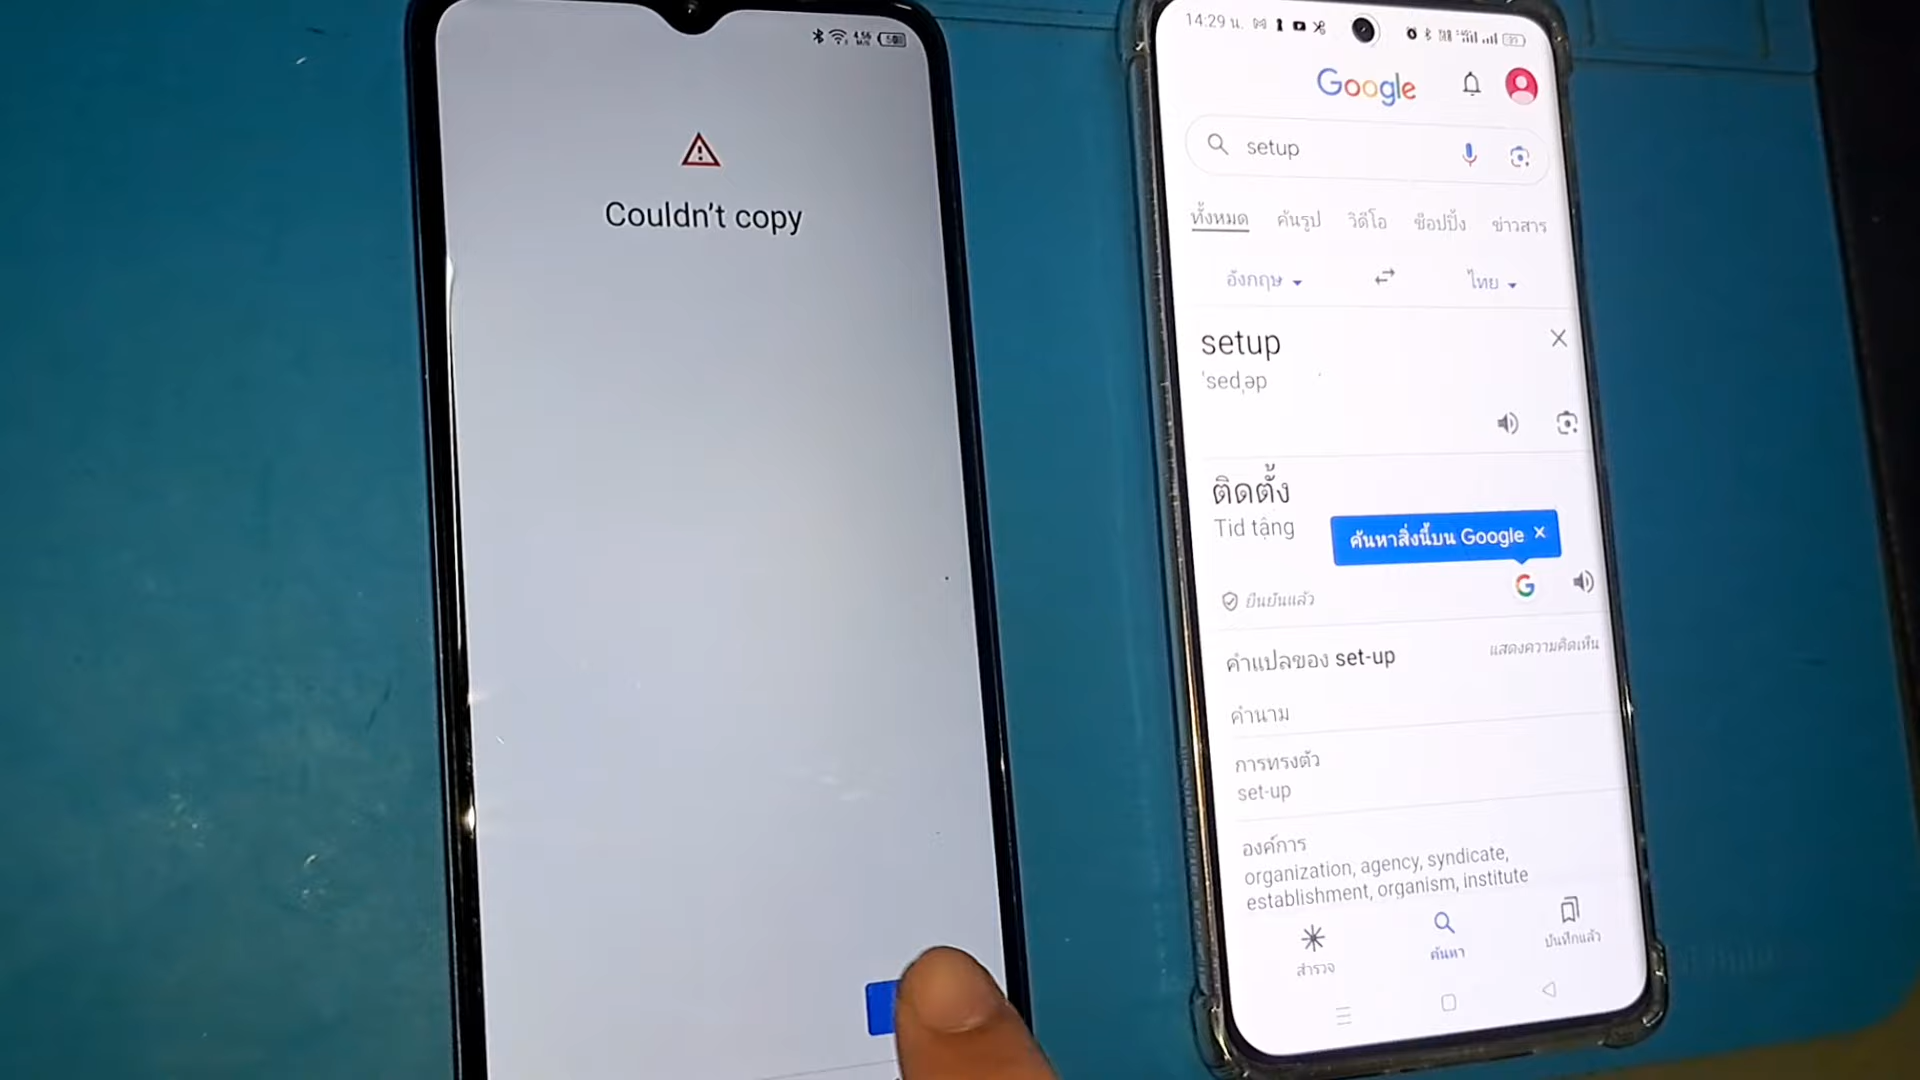 Couldn't copy
14:29 น.
Google
setup
ทั้งหมด ค้นรูป วิดีโอ ช็อปปิ้ง ข่าวสาร
อังกฤษ ไทย
setup
ˈsedˌəp
ติดตั้ง
Tid tậng
ค้นหาสิ่งนี้บน Google
ยืนยันแล้ว
คำแปลของ set-up
แสดงความคิดเห็น
คำนาม
การทรงตัว
set-up
องค์การ
organization, agency, syndicate,
establishment, organism, institute
สำรวจ ค้นหา บันทึกแล้ว